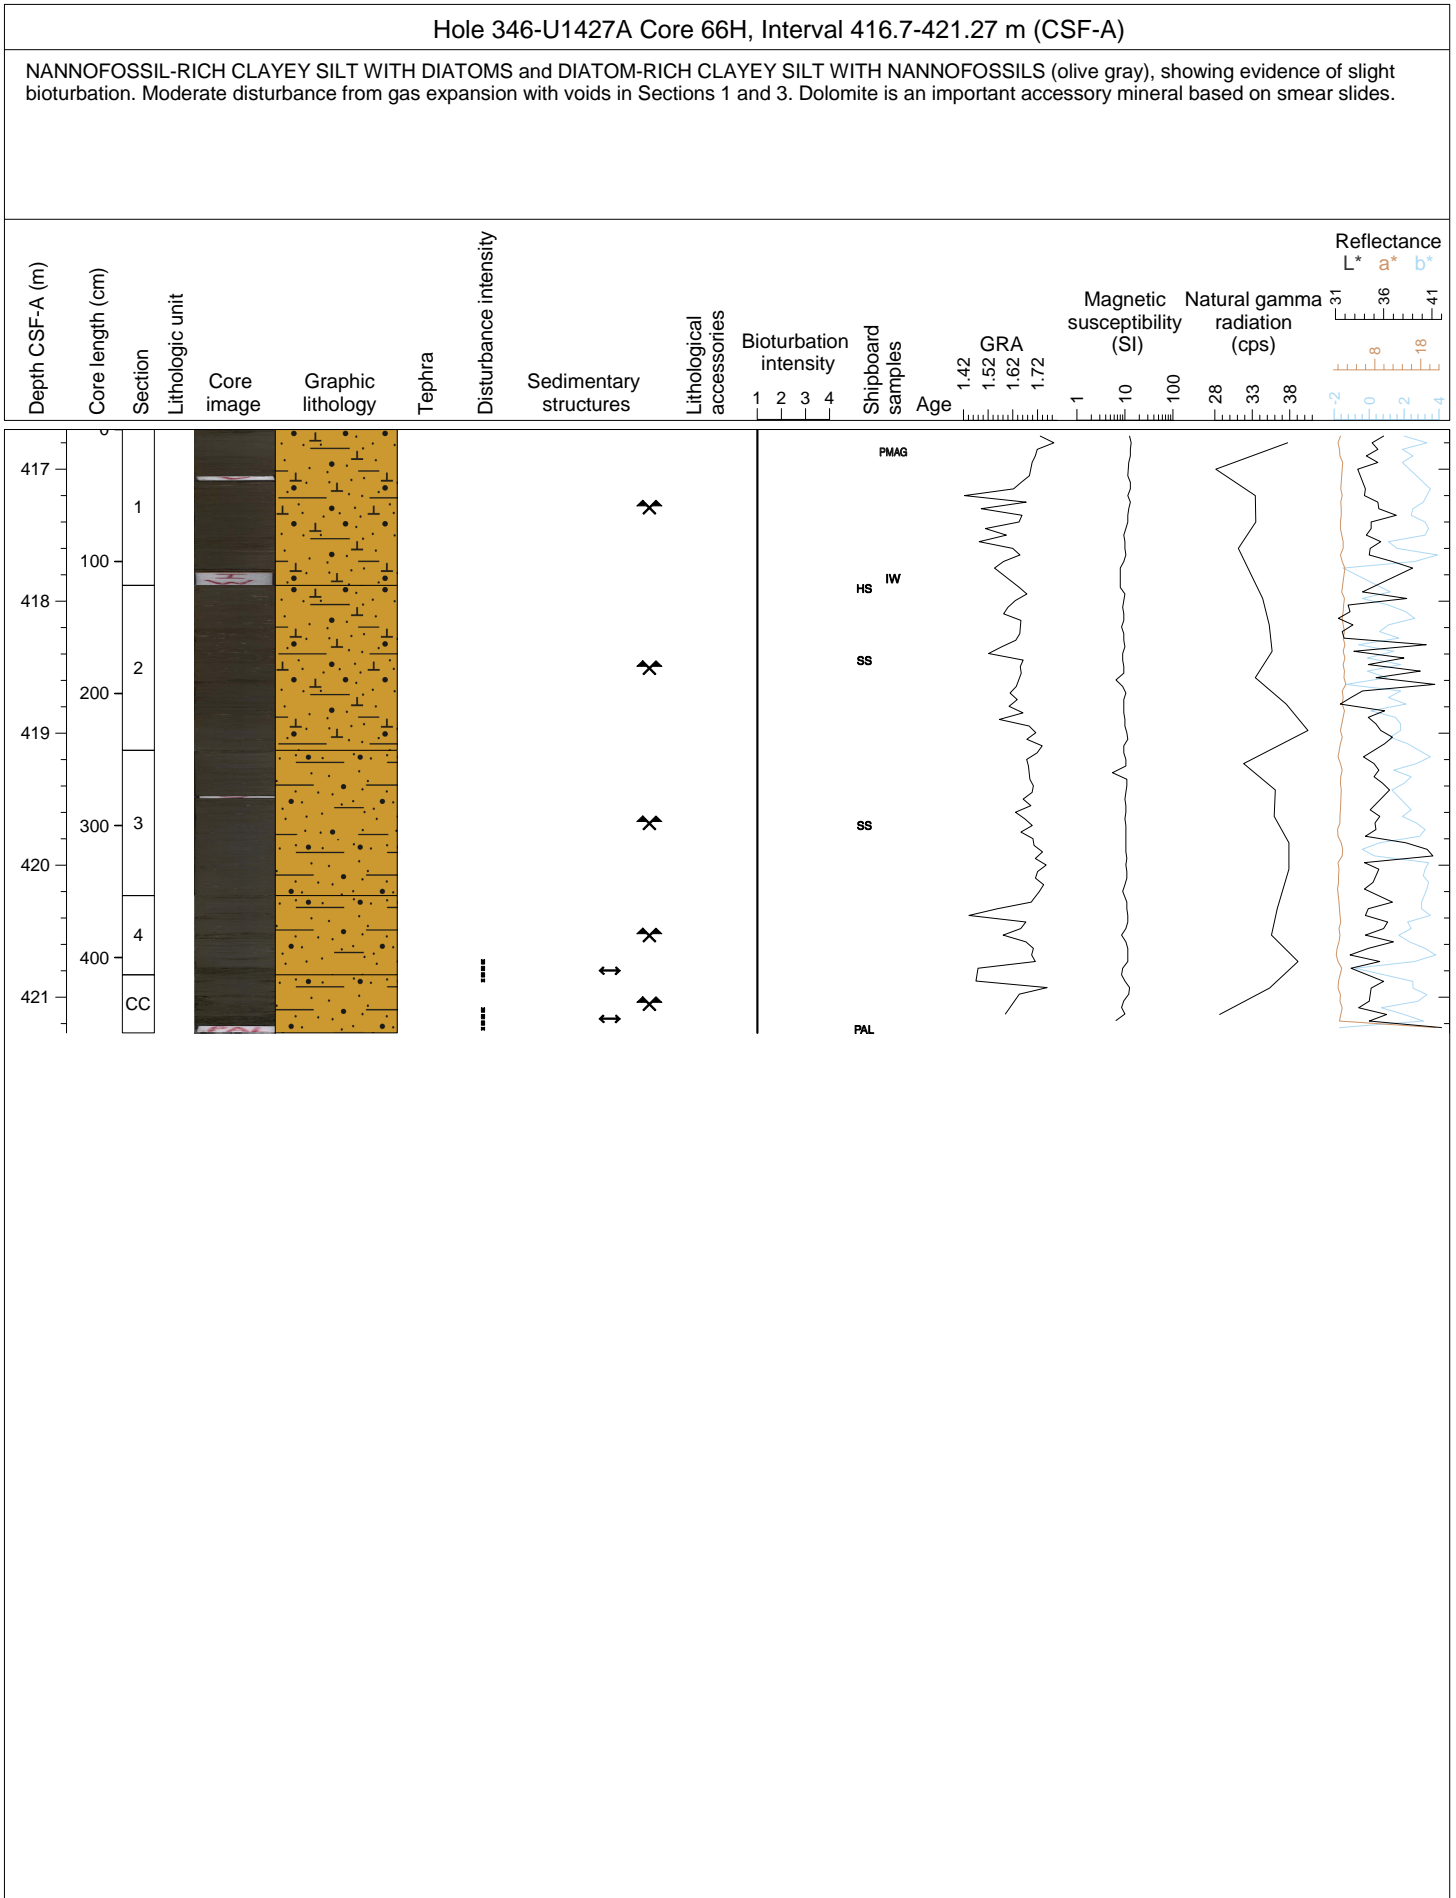 Hole 346-U1427A Core 66H, Interval 416.7-421.27 m (CSF-A)
NANNOFOSSIL-RICH CLAYEY SILT WITH DIATOMS and DIATOM-RICH CLAYEY SILT WITH NANNOFOSSILS (olive gray), showing evidence of slight
bioturbation. Moderate disturbance from gas expansion with voids in Sections 1 and 3. Dolomite is an important accessory mineral based on smear slides.
Depth CSF-A (m)
Core length (cm)
Section
Lithologic unit
Core
image
Graphic
lithology
Tephra
Disturbance intensity
Sedimentary
structures
Lithological
accessories
Bioturbation
intensity
1 2 3 4
Shipboard
samples
Age
GRA
1.42 1.52 1.62 1.72
Magnetic
susceptibility
(SI)
1 10 100
Natural gamma
radiation
(cps)
28 33 38
Reflectance
L* a* b*
31 36 41
8 18
-2 0 2 4
0
417
PMAG
1
100
IW
HS
418
SS
2
200
419
300
3
SS
420
4
400
421
CC
PAL